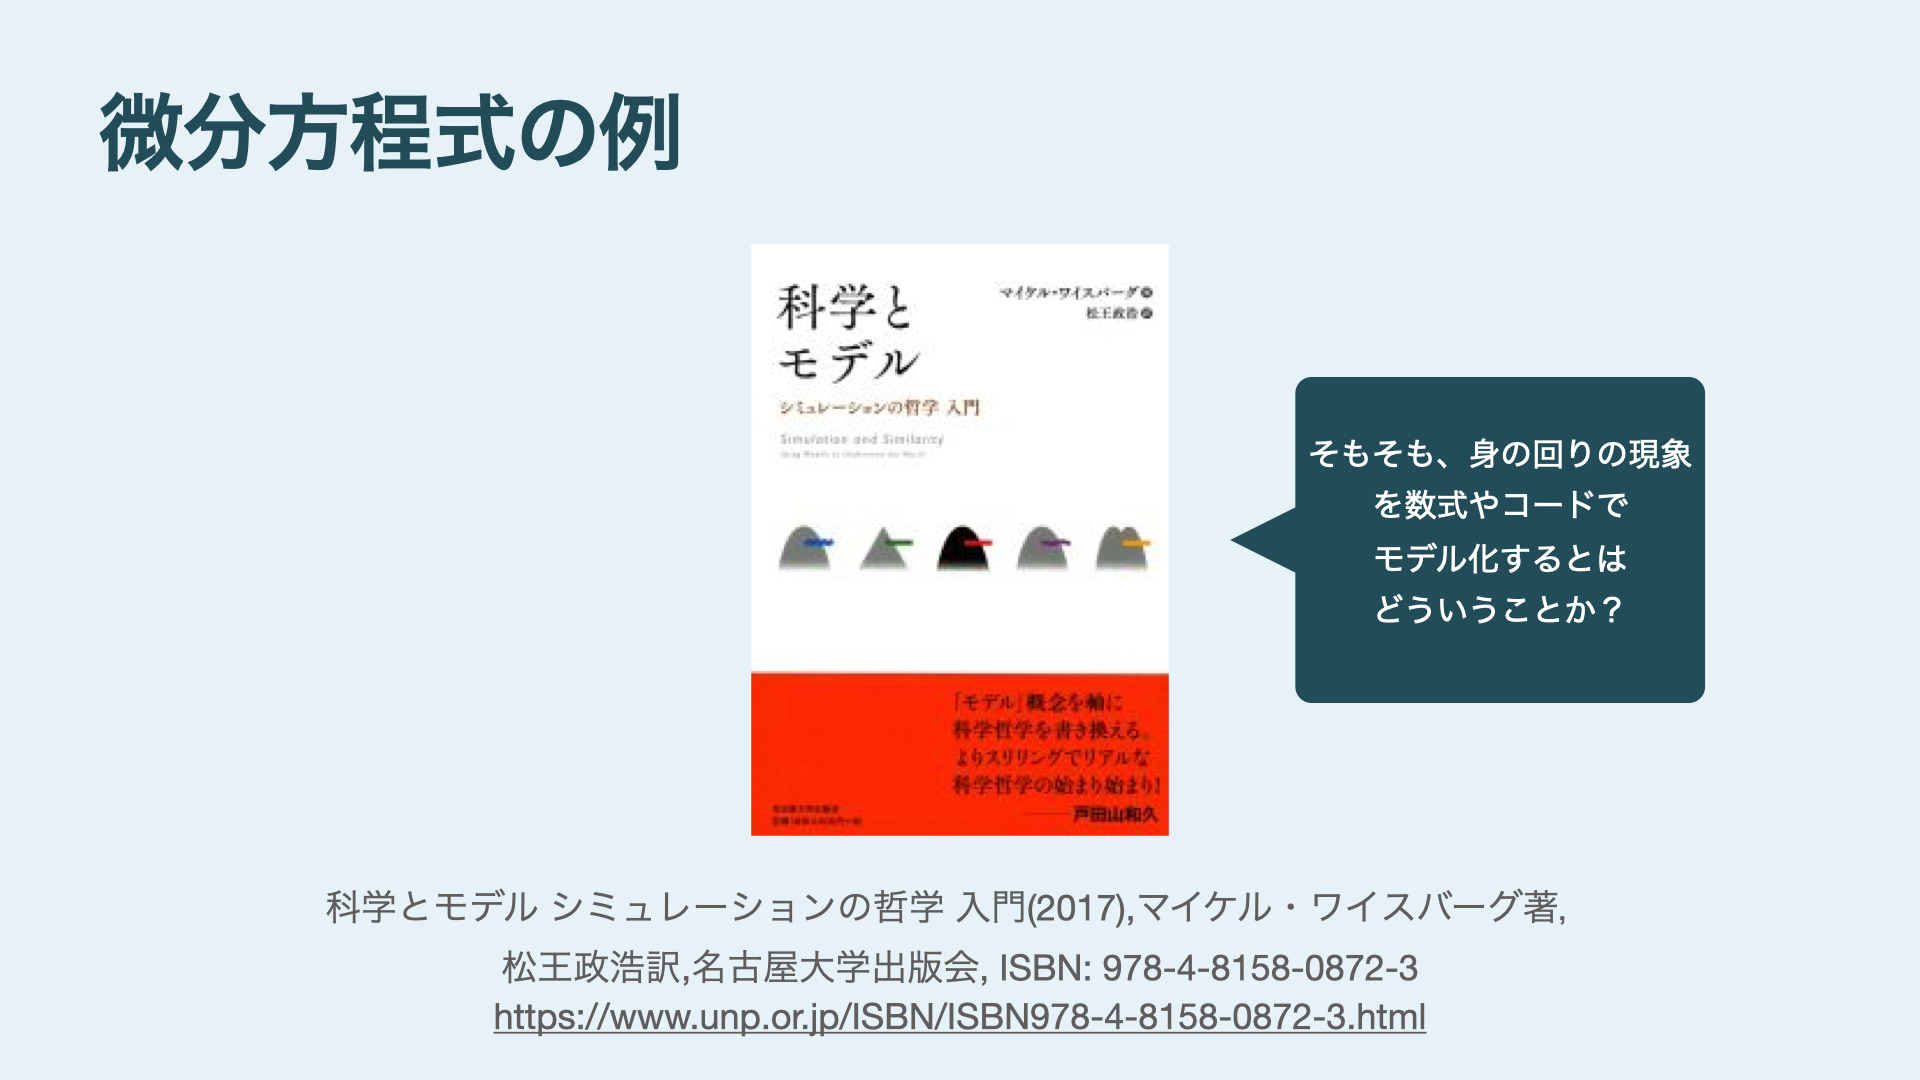 微分方程式の例
科学と
モデル
シミュレーションの哲学 入門
Simulation and Similarity
Using Models to Understand the World
マイケル・ワイスバーグ
松王政浩
「モデル」概念を軸に
科学哲学を書き換える。
よりスリリングでリアルな
科学哲学の始まり始まり!
戸田山和久
そもそも、身の回りの現象
を数式やコードで
モデル化するとは
どういうことか？
科学とモデル シミュレーションの哲学 入門(2017),マイケル・ワイスバーグ著,
松王政浩訳,名古屋大学出版会, ISBN: 978-4-8158-0872-3
https://www.unp.or.jp/ISBN/ISBN978-4-8158-0872-3.html